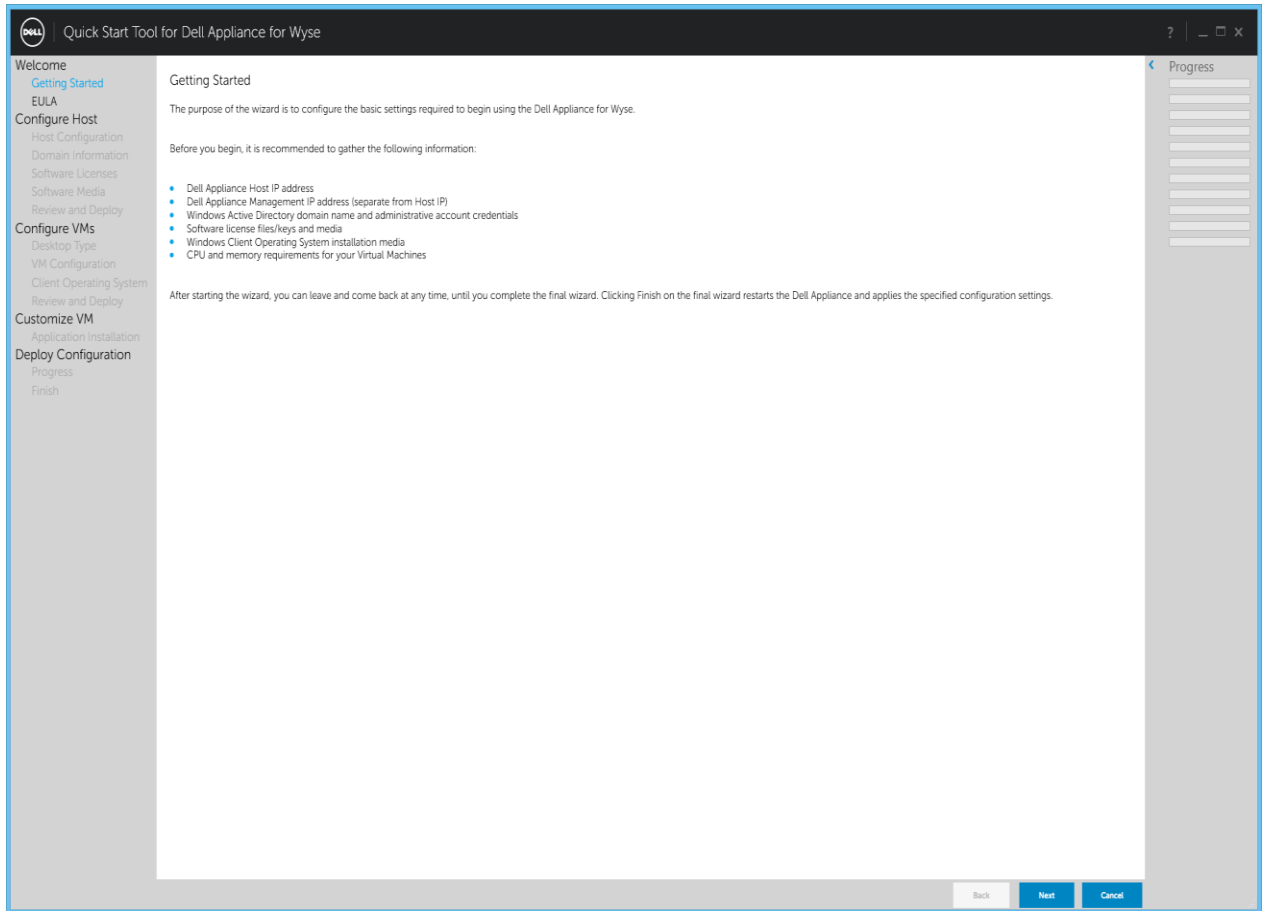 DELL
Quick Start Tool for Dell Appliance for Wyse
?
Welcome
Getting Started
EULA
Configure Host
Host Configuration
Domain Information
Software Licenses
Software Media
Review and Deploy
Configure VMs
Desktop Type
VM Configuration
Client Operating System
Review and Deploy
Customize VM
Application Installation
Deploy Configuration
Progress
Finish
Getting Started
The purpose of the wizard is to configure the basic settings required to begin using the Dell Appliance for Wyse.
Before you begin, it is recommended to gather the following information:
• Dell Appliance Host IP address
• Dell Appliance Management IP address (separate from Host IP)
• Windows Active Directory domain name and administrative account credentials
• Software license files/keys and media
• Windows Client Operating System installation media
• CPU and memory requirements for your Virtual Machines
After starting the wizard, you can leave and come back at any time, until you complete the final wizard. Clicking Finish on the final wizard restarts the Dell Appliance and applies the specified configuration settings.
Progress
Back
Next
Cancel